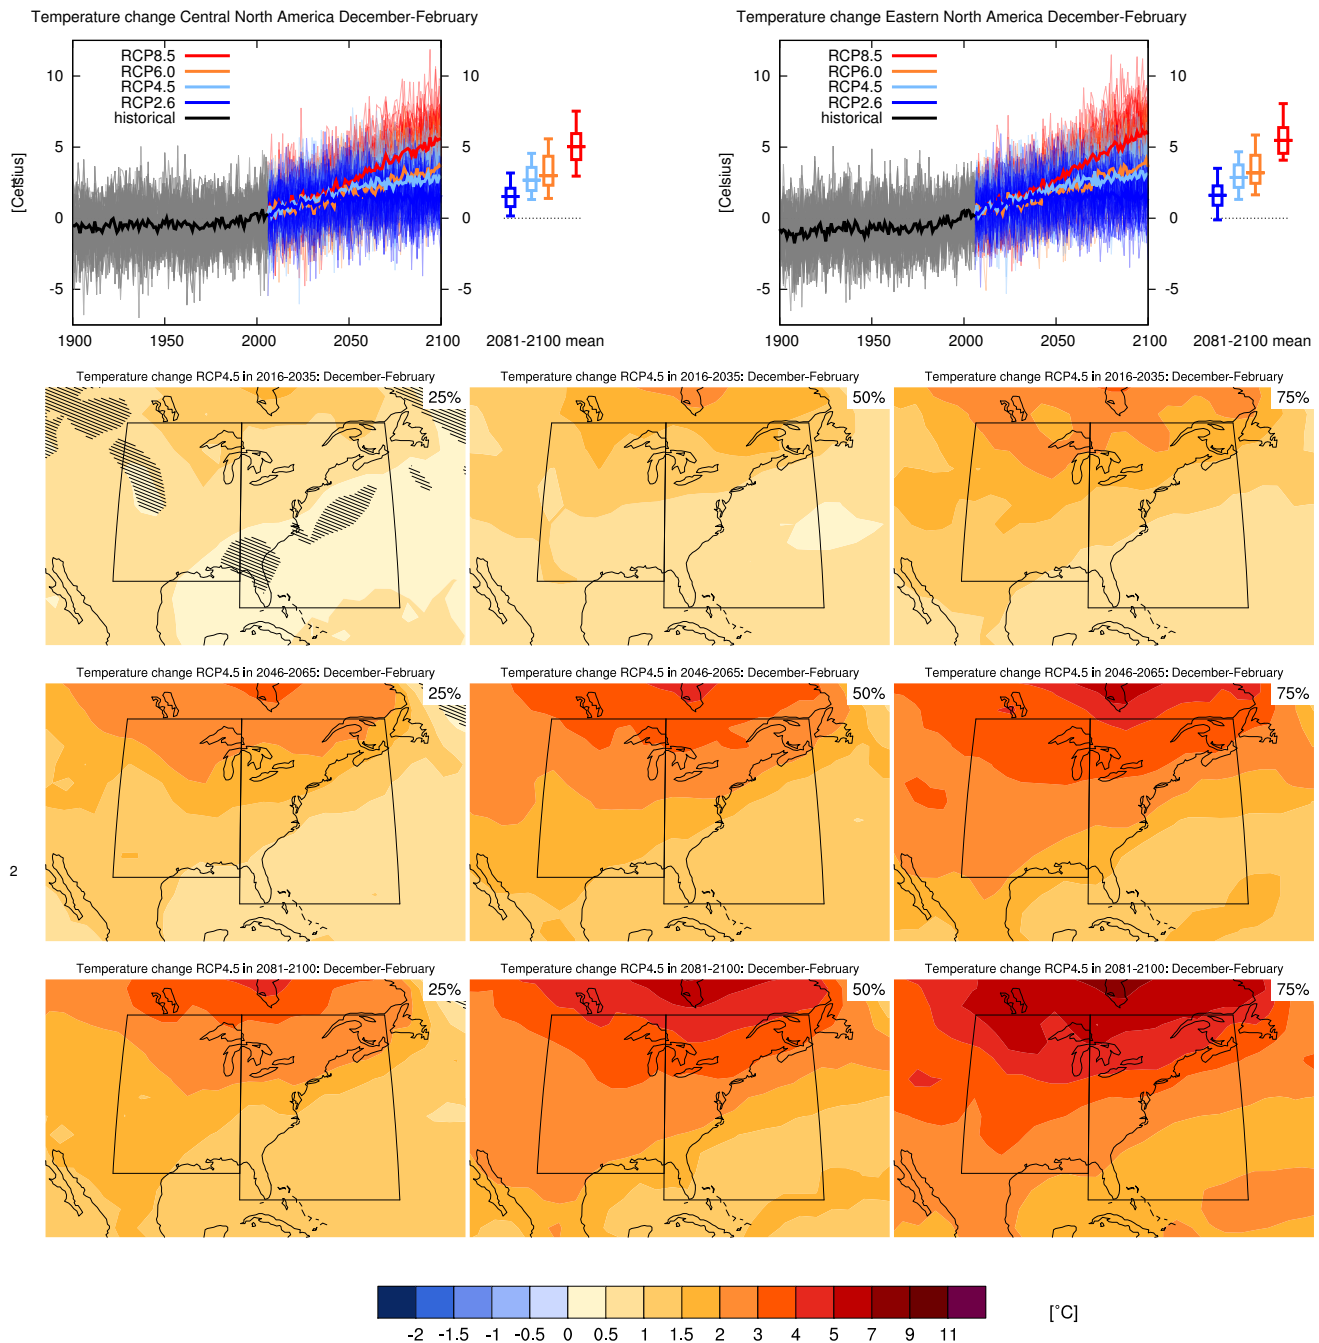 Temperature change Central North America December-February
[Celsius]
10
5
0
-5
RCP8.5
RCP6.0
RCP4.5
RCP2.6
historical
1900
1950
2000
2050
2100
10
5
0
-5
2081-2100 mean
Temperature change Eastern North America December-February
[Celsius]
10
5
0
-5
RCP8.5
RCP6.0
RCP4.5
RCP2.6
historical
1900
1950
2000
2050
2100
10
5
0
-5
2081-2100 mean
Temperature change RCP4.5 in 2016-2035: December-February
25%
Temperature change RCP4.5 in 2016-2035: December-February
50%
Temperature change RCP4.5 in 2016-2035: December-February
75%
Temperature change RCP4.5 in 2046-2065: December-February
25%
Temperature change RCP4.5 in 2046-2065: December-February
50%
Temperature change RCP4.5 in 2046-2065: December-February
75%
2
Temperature change RCP4.5 in 2081-2100: December-February
25%
Temperature change RCP4.5 in 2081-2100: December-February
50%
Temperature change RCP4.5 in 2081-2100: December-February
75%
-2 -1.5 -1 -0.5 0 0.5 1 1.5 2 3 4 5 7 9 11
[˚C]